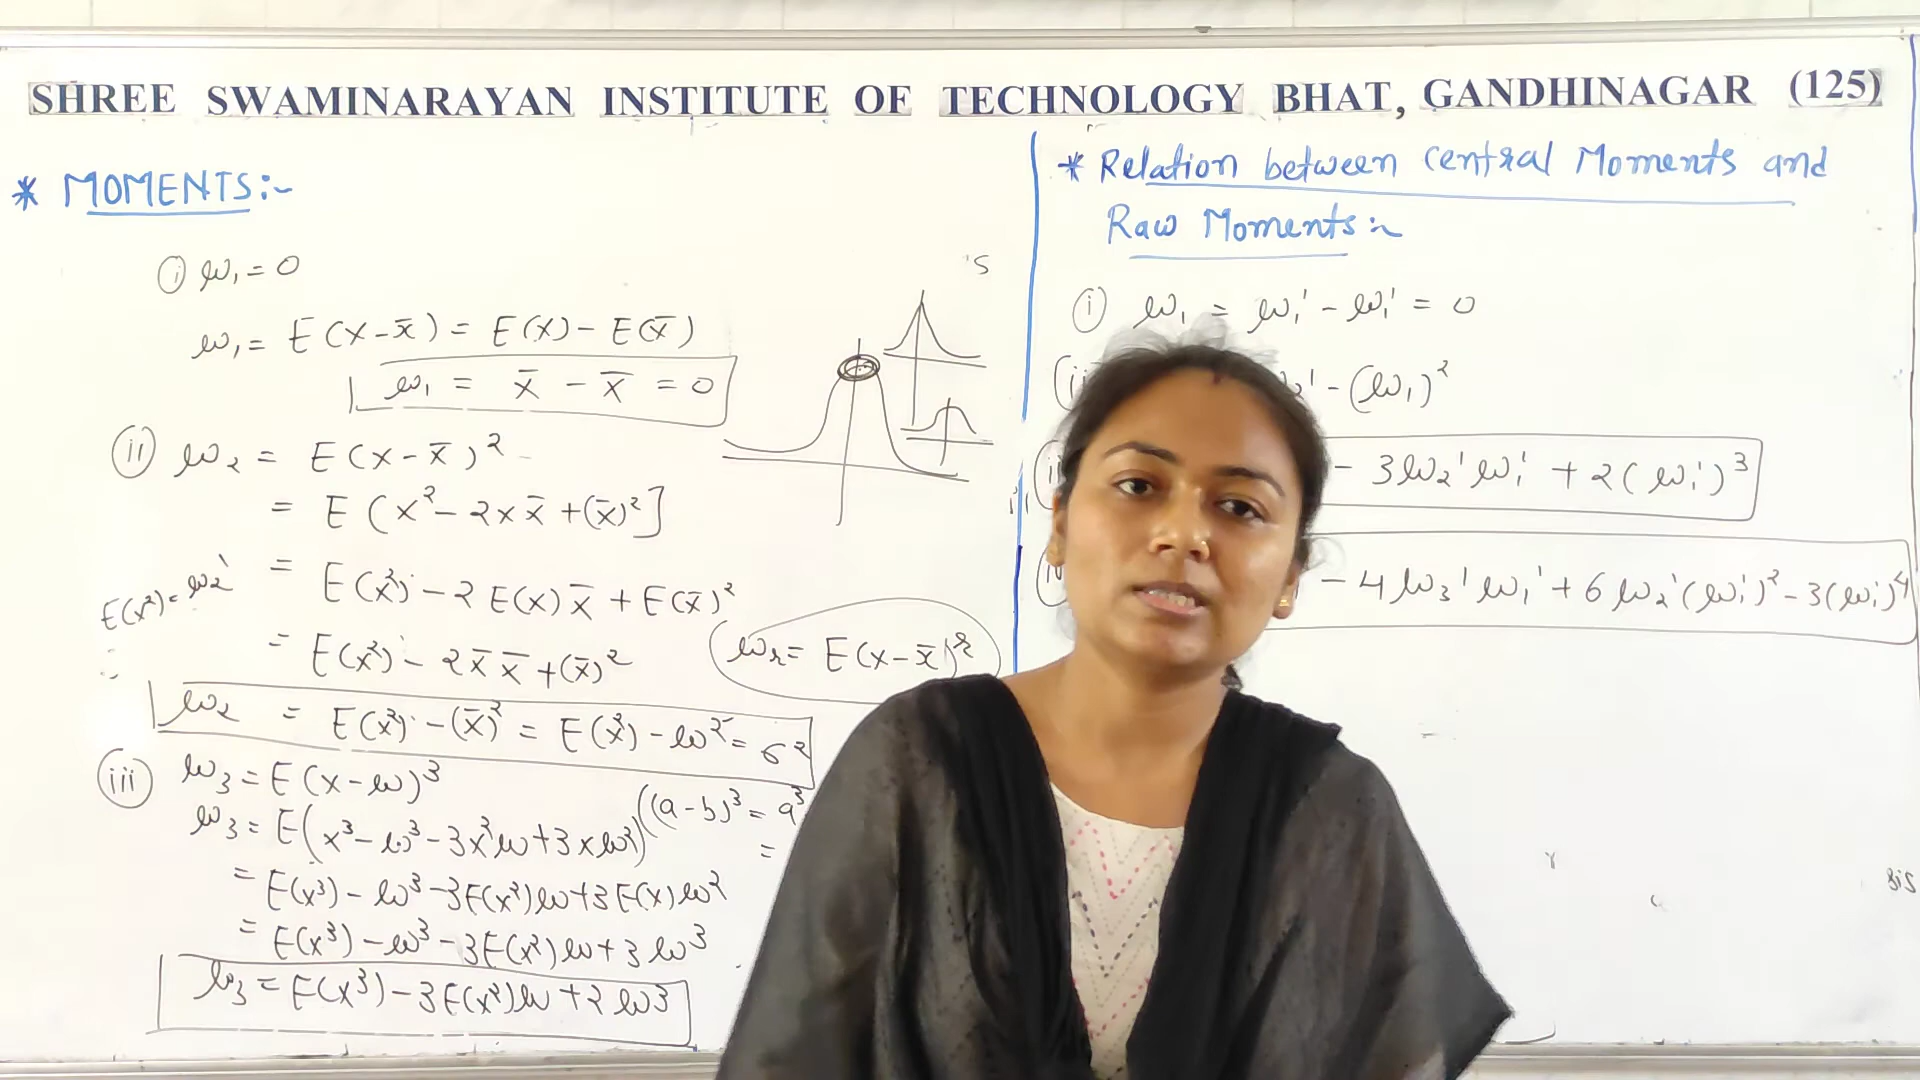 SHREE SWAMINARAYAN INSTITUTE OF TECHNOLOGY BHAT, GANDHINAGAR (125)
* MOMENTS:-
(i) μ₁ = 0
μ₁ = E(x-x̄) = E(x) - E(x̄)
μ₁ = x̄ - x̄ = 0
(ii) μ₂ = E(x-x̄)²
= E(x² - 2xx̄ + (x̄)²]
E(x²) = μ₂'
= E(x²) - 2E(x)x̄ + E(x̄)²
= E(x²) - 2x̄x̄ + (x̄)²
μ₂ = E(x²) - (x̄)² = E(x²) - μ² = σ²
μᵣ = E(x-x̄)ʳ
(iii) μ₃ = E(x-μ)³
((a-b)³ = a³
=
μ₃ = E(x³ - μ³ - 3x²μ + 3xμ²)
= E(x³) - μ³ - 3E(x²)μ + 3E(x)μ²
= E(x³) - μ³ - 3E(x²)μ + 3μ³
μ₃ = E(x³) - 3E(x²)μ + 2μ³
* Relation between central Moments and
Raw Moments:-
(i) μ₁ = μ₁' - μ₁' = 0
- (μ₁)²
- 3μ₂'μ₁' + 2(μ₁')³
- 4μ₃'μ₁' + 6μ₂'(μ₁')² - 3(μ₁')⁴